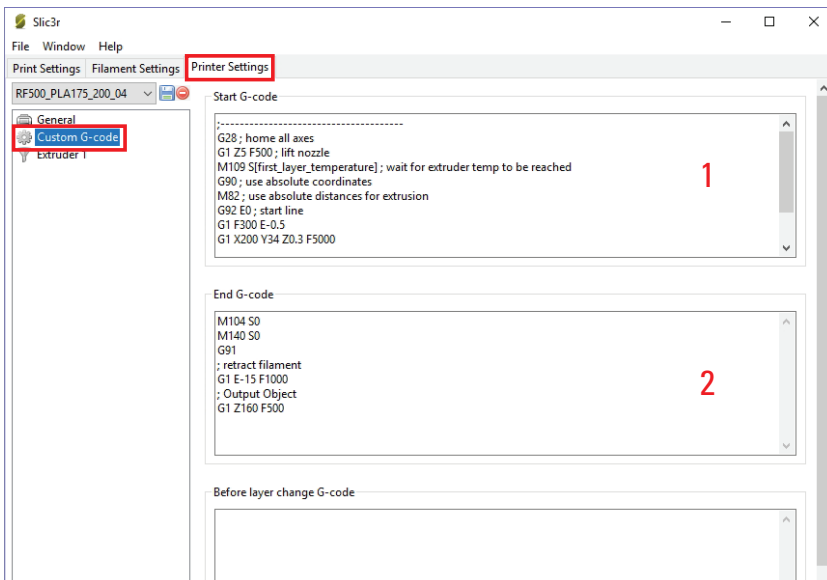 Slic3r
File Window Help
Print Settings Filament Settings Printer Settings
RF500_PLA175_200_04
General
Custom G-code
Extruder 1
Start G-code
;-------------------------------------
G28 ; home all axes
G1 Z5 F500 ; lift nozzle
M109 S[first_layer_temperature] ; wait for extruder temp to be reached
G90 ; use absolute coordinates
M82 ; use absolute distances for extrusion
G92 E0 ; start line
G1 F300 E-0.5
G1 X200 Y34 Z0.3 F5000
1
End G-code
M104 S0
M140 S0
G91
; retract filament
G1 E-15 F1000
; Output Object
G1 Z160 F500
2
Before layer change G-code